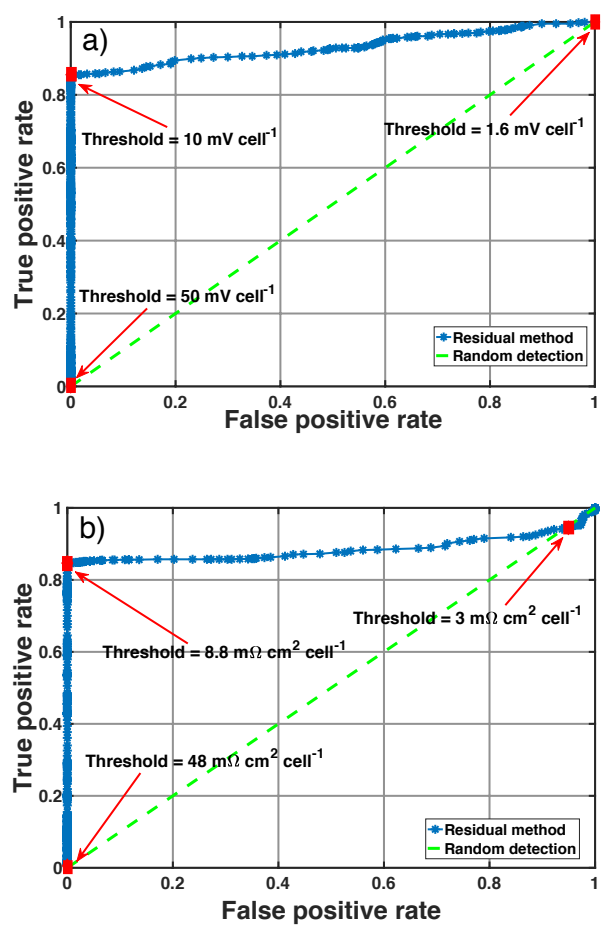 a)
1
0.8
0.6
0.4
0.2
0
True positive rate
Threshold = 10 mV cell⁻¹
Threshold = 1.6 mV cell⁻¹
Threshold = 50 mV cell⁻¹
Residual method
Random detection
0 0.2 0.4 0.6 0.8 1
False positive rate
b)
1
0.8
0.6
0.4
0.2
0
True positive rate
Threshold = 3 mΩ cm² cell⁻¹
Threshold = 8.8 mΩ cm² cell⁻¹
Threshold = 48 mΩ cm² cell⁻¹
Residual method
Random detection
0 0.2 0.4 0.6 0.8 1
False positive rate